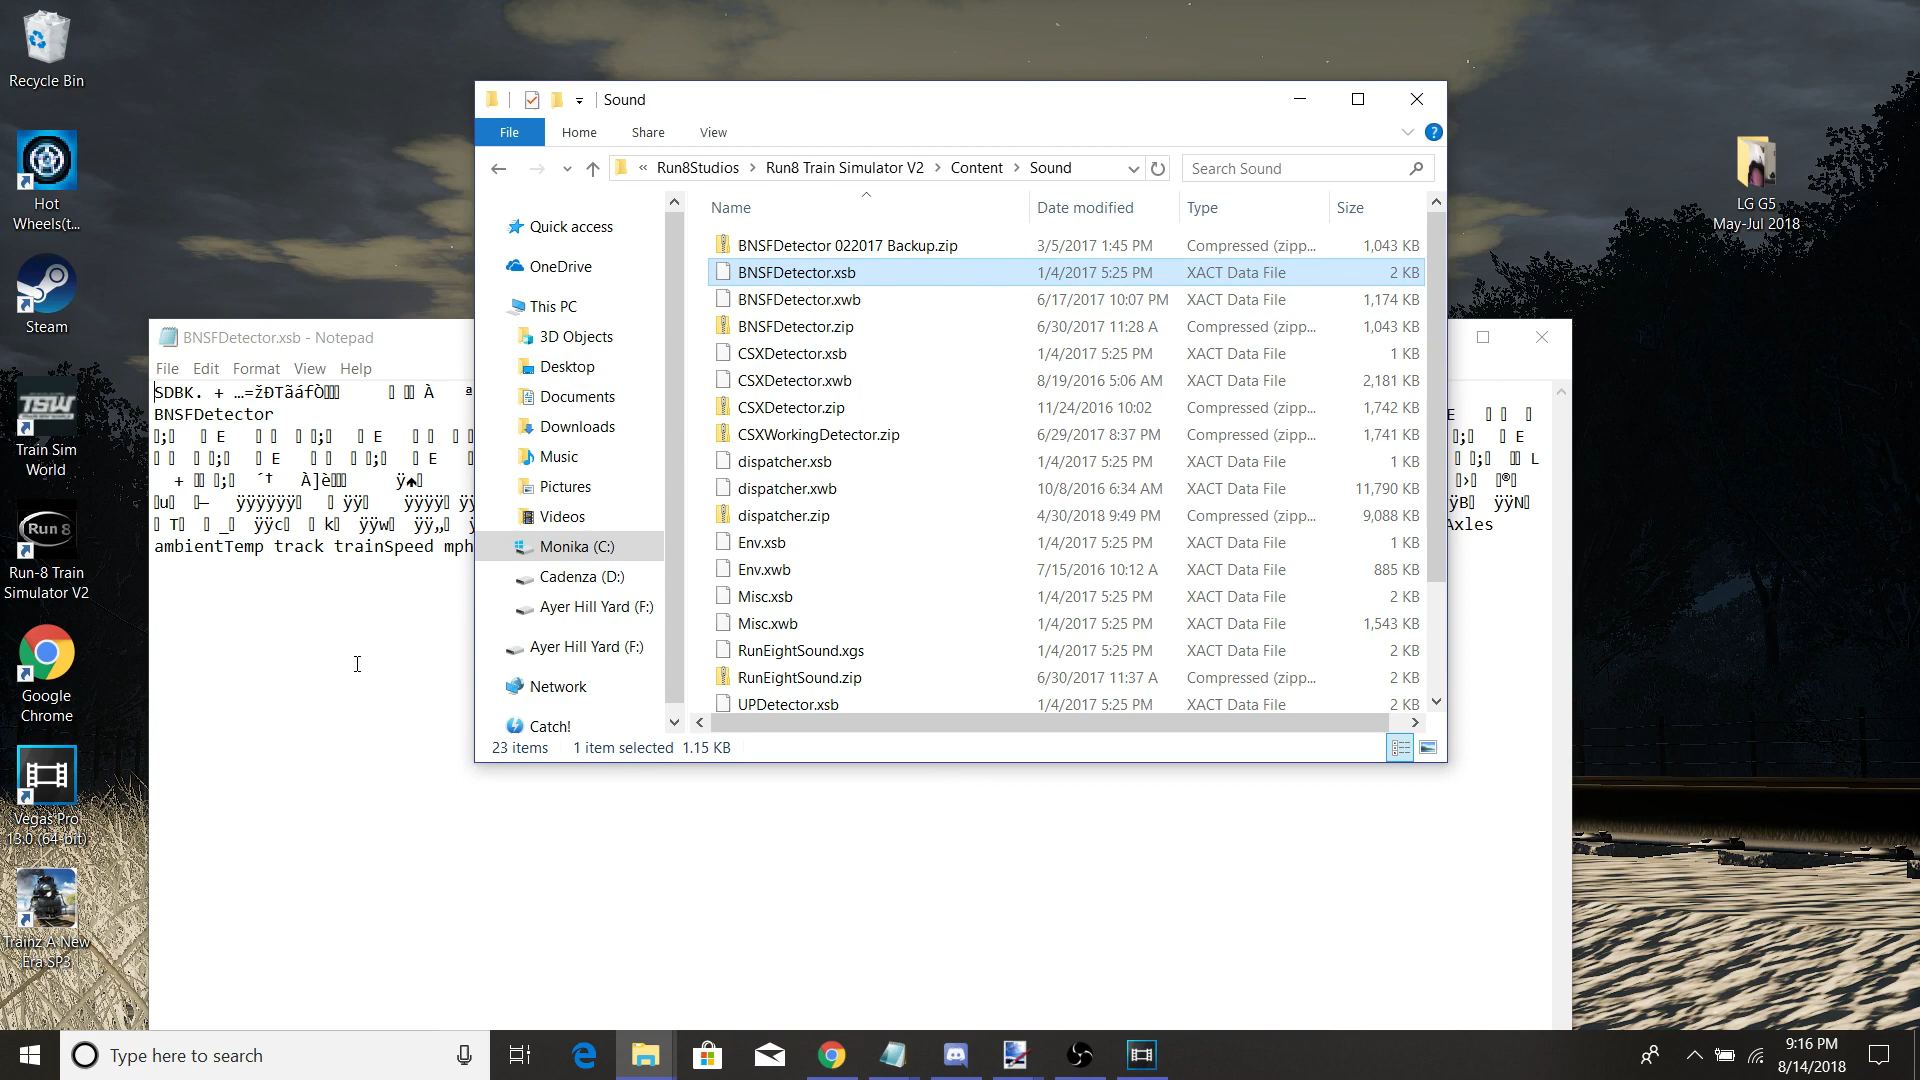 Recycle Bin
Hot
Wheels(t...
Steam
TSW
Train Sim
World
Run 8
Run-8 Train
Simulator V2
Google
Chrome
Vegas Pro
13.0 (64-bit)
Trainz A New
Era SP3
LG G5
May-Jul 2018
Sound
File Home Share View
« Run8Studios > Run8 Train Simulator V2 > Content > Sound
Search Sound
Quick access
OneDrive
This PC
3D Objects
Desktop
Documents
Downloads
Music
Pictures
Videos
Monika (C:)
Cadenza (D:)
Ayer Hill Yard (F:)
Ayer Hill Yard (F:)
Network
Catch!
Name Date modified Type Size
BNSFDetector 022017 Backup.zip 3/5/2017 1:45 PM Compressed (zipp... 1,043 KB
BNSFDetector.xsb 1/4/2017 5:25 PM XACT Data File 2 KB
BNSFDetector.xwb 6/17/2017 10:07 PM XACT Data File 1,174 KB
BNSFDetector.zip 6/30/2017 11:28 A Compressed (zipp... 1,043 KB
CSXDetector.xsb 1/4/2017 5:25 PM XACT Data File 1 KB
CSXDetector.xwb 8/19/2016 5:06 AM XACT Data File 2,181 KB
CSXDetector.zip 11/24/2016 10:02 Compressed (zipp... 1,742 KB
CSXWorkingDetector.zip 6/29/2017 8:37 PM Compressed (zipp... 1,741 KB
dispatcher.xsb 1/4/2017 5:25 PM XACT Data File 1 KB
dispatcher.xwb 10/8/2016 6:34 AM XACT Data File 11,790 KB
dispatcher.zip 4/30/2018 9:49 PM Compressed (zipp... 9,088 KB
Env.xsb 1/4/2017 5:25 PM XACT Data File 1 KB
Env.xwb 7/15/2016 10:12 A XACT Data File 885 KB
Misc.xsb 1/4/2017 5:25 PM XACT Data File 2 KB
Misc.xwb 1/4/2017 5:25 PM XACT Data File 1,543 KB
RunEightSound.xgs 1/4/2017 5:25 PM XACT Data File 2 KB
RunEightSound.zip 6/30/2017 11:37 A Compressed (zipp... 2 KB
UPDetector.xsb 1/4/2017 5:25 PM XACT Data File 2 KB
23 items 1 item selected 1.15 KB
BNSFDetector.xsb - Notepad
File Edit Format View Help
SDBK. + …=žÐTãáfÒ À ª
BNSFDetector
ambientTemp track trainSpeed mph
Axles
Type here to search
9:16 PM
8/14/2018